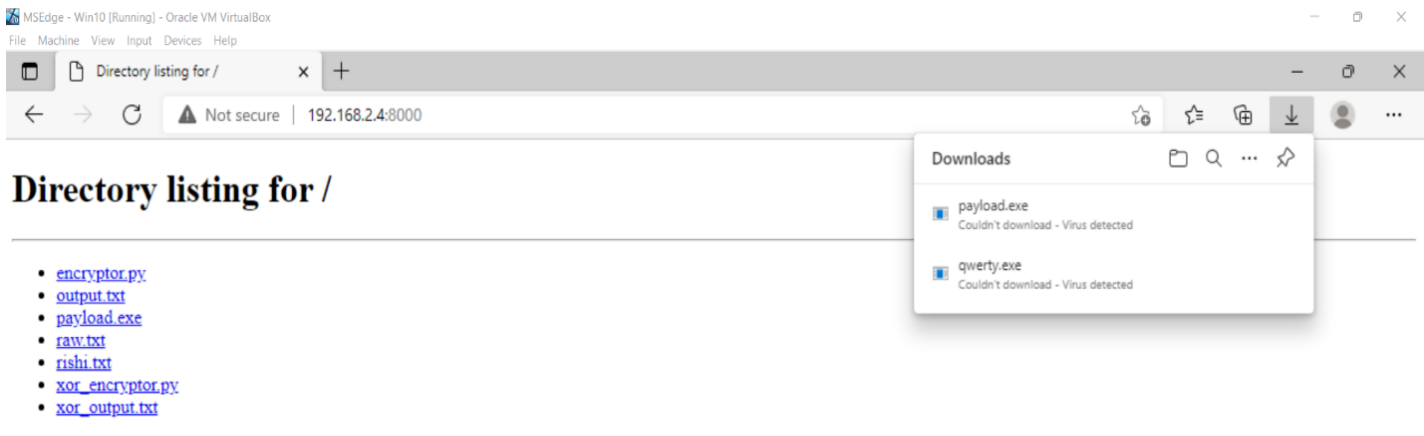 MSEdge - Win10 [Running] - Oracle VM VirtualBox
File Machine View Input Devices Help
Directory listing for /
Not secure 192.168.2.4:8000
Downloads
payload.exe
Couldn't download - Virus detected
qwerty.exe
Couldn't download - Virus detected
Directory listing for /
encryptor.py
output.txt
payload.exe
raw.txt
rishi.txt
xor_encryptor.py
xor_output.txt